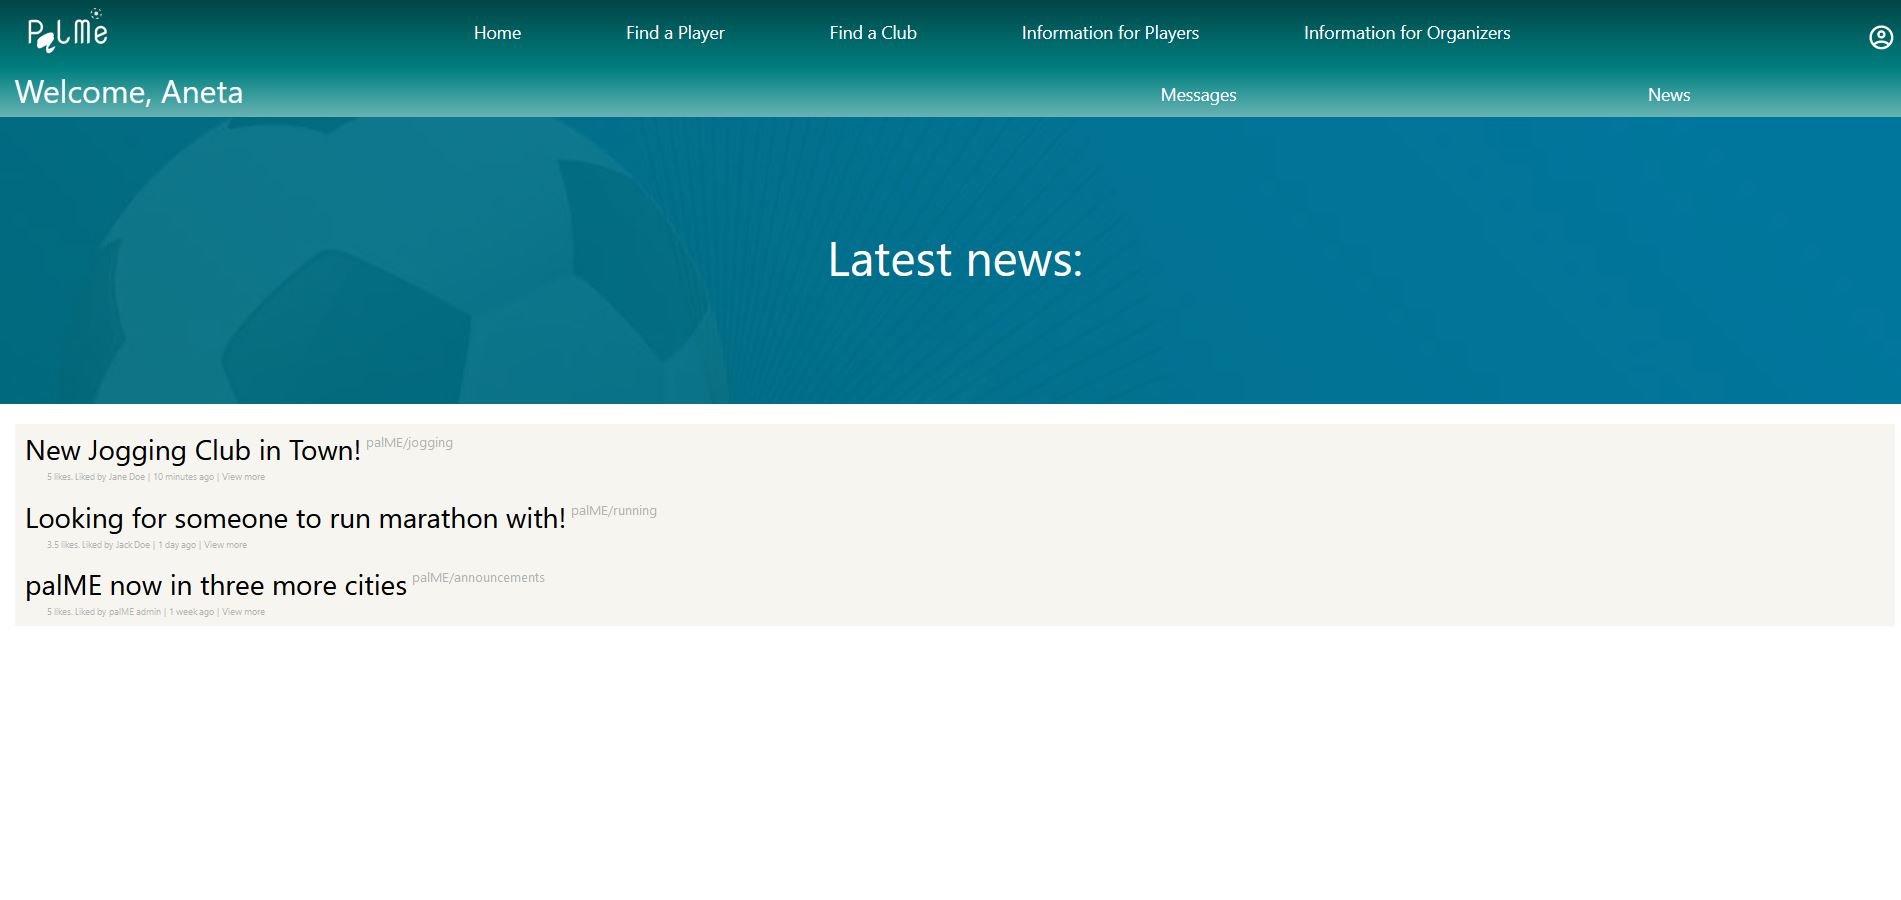 PalMe
Home Find a Player Find a Club Information for Players Information for Organizers
Welcome, Aneta Messages News
Latest news:
New Jogging Club in Town! palME/jogging
5 likes. Liked by Jane Doe | 10 minutes ago | View more
Looking for someone to run marathon with! palME/running
3.5 likes. Liked by Jack Doe | 1 day ago | View more
palME now in three more cities palME/announcements
5 likes. Liked by palME admin | 1 week ago | View more